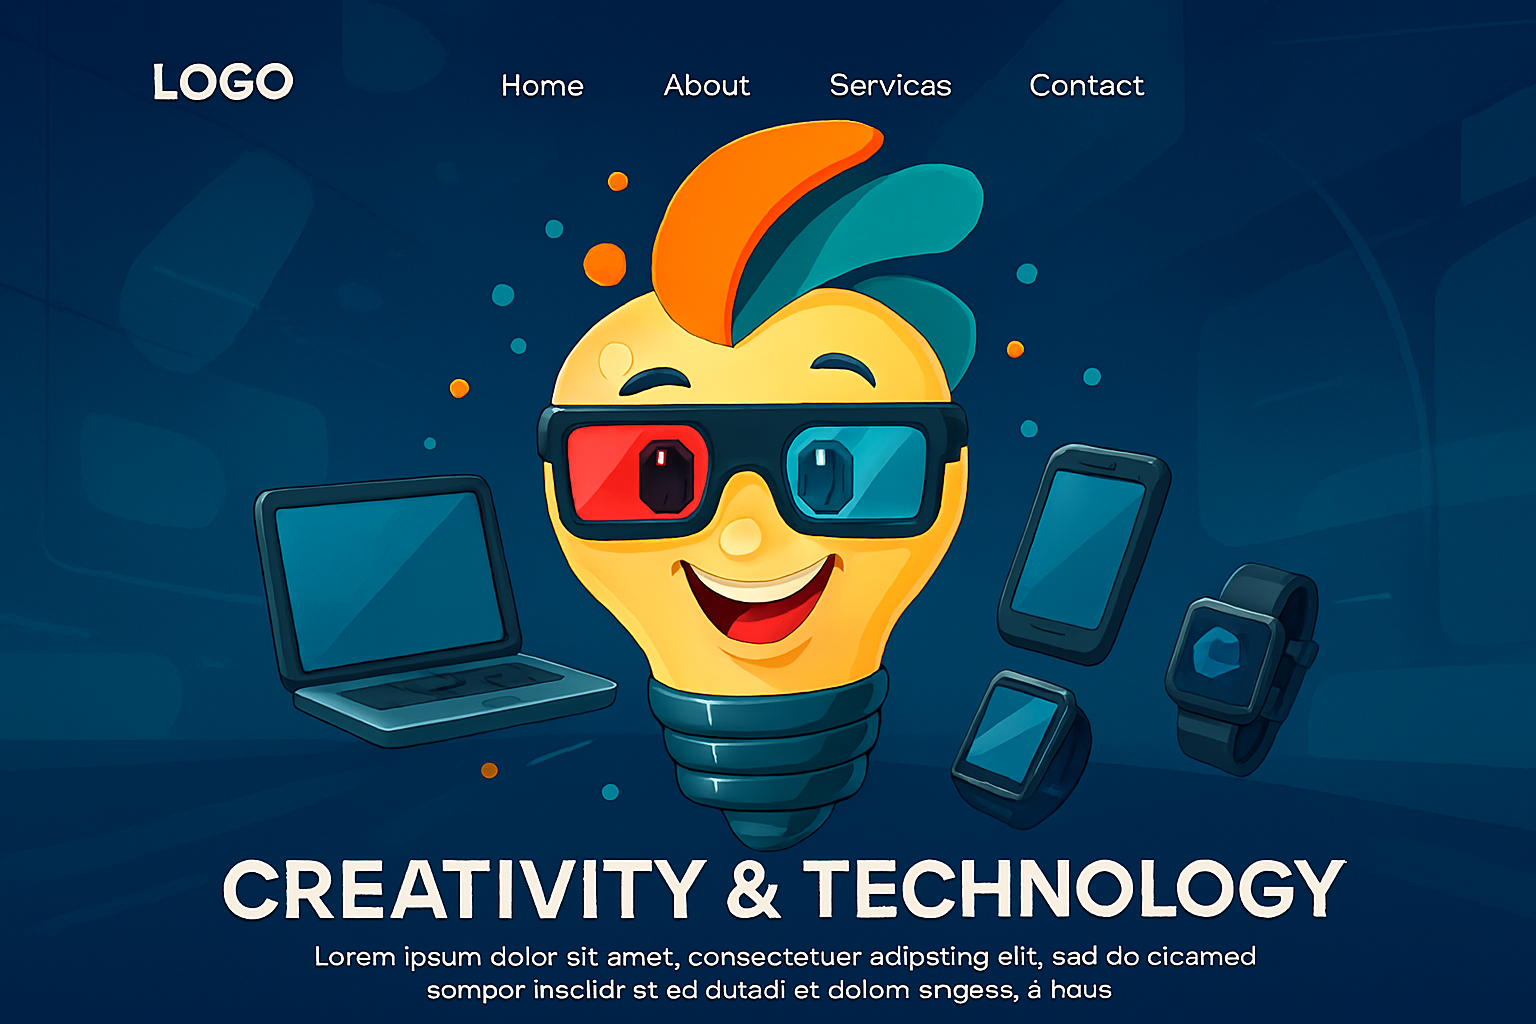 LOGO
Home About Servicas Contact
CREATIVITY & TECHNOLOGY
Lorem ipsum dolor sit amet, consectetuer adipsting elit, sad do cicamed
sompor insclidr st ed dutadi et dolom sngess, á haus